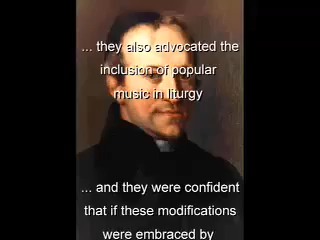 ... they also advocated the
inclusion of popular
music in liturgy
... and they were confident
that if these modifications
were embraced by